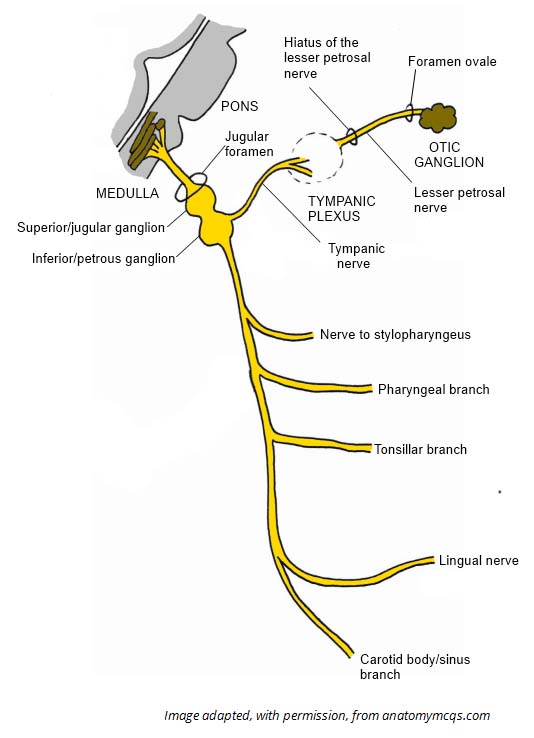 Hiatus of the
lesser petrosal
nerve
Foramen ovale
PONS
Jugular
foramen
OTIC
GANGLION
MEDULLA
TYMPANIC
PLEXUS
Lesser petrosal
nerve
Superior/jugular ganglion
Inferior/petrous ganglion
Tympanic
nerve
Nerve to stylopharyngeus
Pharyngeal branch
Tonsillar branch
Lingual nerve
Carotid body/sinus
branch
Image adapted, with permission, from anatomymcqs.com